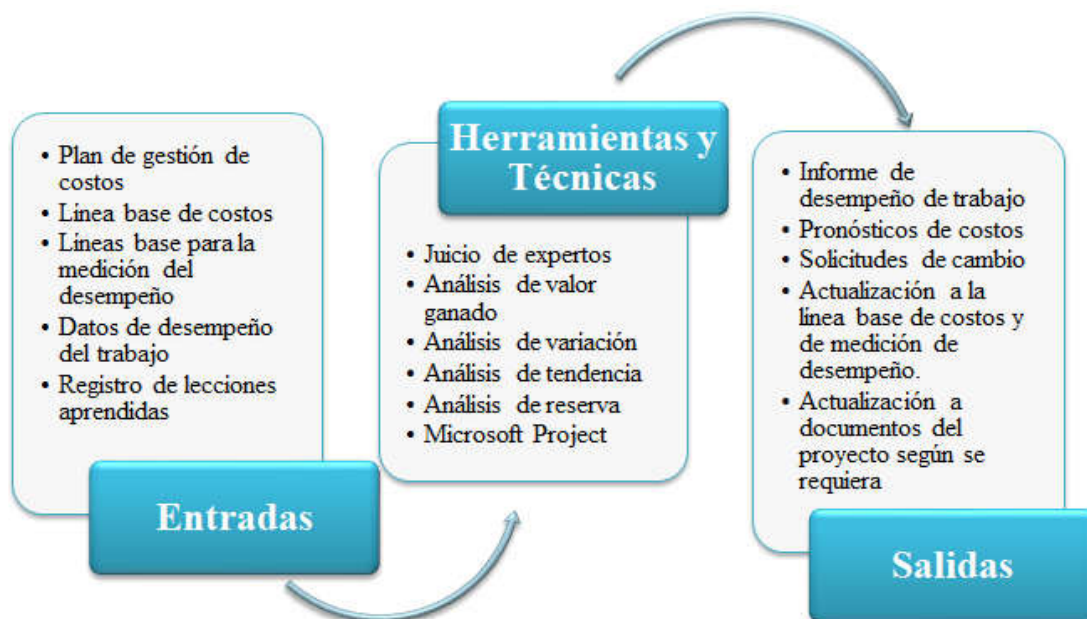 • Plan de gestión de
costos
• Línea base de costos
• Líneas base para la
medición del
desempeño
• Datos de desempeño
del trabajo
• Registro de lecciones
aprendidas
Entradas
Herramientas y
Técnicas
• Juicio de expertos
• Análisis de valor
ganado
• Análisis de variación
• Análisis de tendencia
• Análisis de reserva
• Microsoft Project
• Informe de
desempeño de trabajo
• Pronósticos de costos
• Solicitudes de cambio
• Actualización a la
línea base de costos y
de medición de
desempeño.
• Actualización a
documentos del
proyecto según se
requiera
Salidas